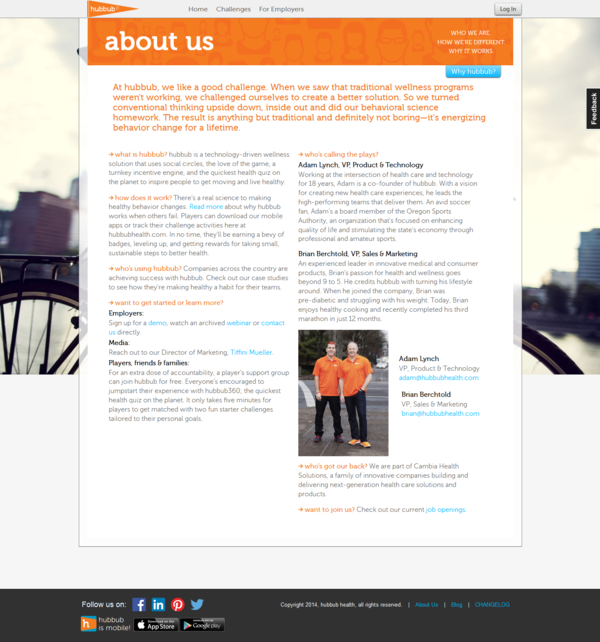 hubbub
Home
Challenges
For Employers
Log In
about us
WHO WE ARE
HOW WE'RE DIFFERENT
WHY IT WORKS
Why hubbub?
Feedback
At hubbub, we like a good challenge. When we saw that traditional wellness programs
weren't working, we challenged ourselves to create a better solution. So we turned
conventional thinking upside down, inside out and did our behavioral science
homework. The result is anything but traditional and definitely not boring—it's energizing
behavior change for a lifetime.
what is hubbub? hubbub is a technology-driven wellness
solution that uses social circles, the love of the game, a
turnkey incentive engine, and the quickest health quiz on
the planet to inspire people to get moving and live healthy.
how does it work? There's a real science to making
healthy behavior changes. Read more about why hubbub
works when others fail. Players can download our mobile
apps or track their challenge activities here at
hubbubhealth.com. In no time, they'll be earning a bevy of
badges, leveling up, and getting rewards for taking small,
sustainable steps to better health.
who's using hubbub? Companies across the country are
achieving success with hubbub. Check out our case studies
to see how they're making healthy a habit for their teams.
want to get started or learn more?
Employers:
Sign up for a demo, watch an archived webinar or contact
us directly.
Media:
Reach out to our Director of Marketing, Tiffini Mueller.
Players, friends & families:
For an extra dose of accountability, a player's support group
can join hubbub for free. Everyone's encouraged to
jumpstart their experience with hubbub360, the quickest
health quiz on the planet. It only takes five minutes for
players to get matched with two fun starter challenges
tailored to their personal goals.
who's calling the plays?
Adam Lynch, VP, Product & Technology
Working at the intersection of health care and technology
for 18 years, Adam is a co-founder of hubbub. With a vision
for creating new health care experiences, he leads the
high-performing teams that deliver them. An avid soccer
fan, Adam's a board member of the Oregon Sports
Authority, an organization that's focused on enhancing
quality of life and stimulating the state's economy through
professional and amateur sports.
Brian Berchtold, VP, Sales & Marketing
An experienced leader in innovative medical and consumer
products, Brian's passion for health and wellness goes
beyond 9 to 5. He credits hubbub with turning his lifestyle
around. When he joined the company, Brian was
pre-diabetic and struggling with his weight. Today, Brian
enjoys healthy cooking and recently completed his third
marathon in just 12 months.
Adam Lynch
VP, Product & Technology
adam@hubbubhealth.com
Brian Berchtold
VP, Sales & Marketing
brian@hubbubhealth.com
who's got our back? We are part of Cambia Health
Solutions, a family of innovative companies building and
delivering next-generation health care solutions and
products.
want to join us? Check out our current job openings.
Follow us on:
hubbub
is mobile!
Download on the
App Store
Google play
Copyright 2014, hubbub health, all rights reserved. | About Us | Blog | CHANGELOG